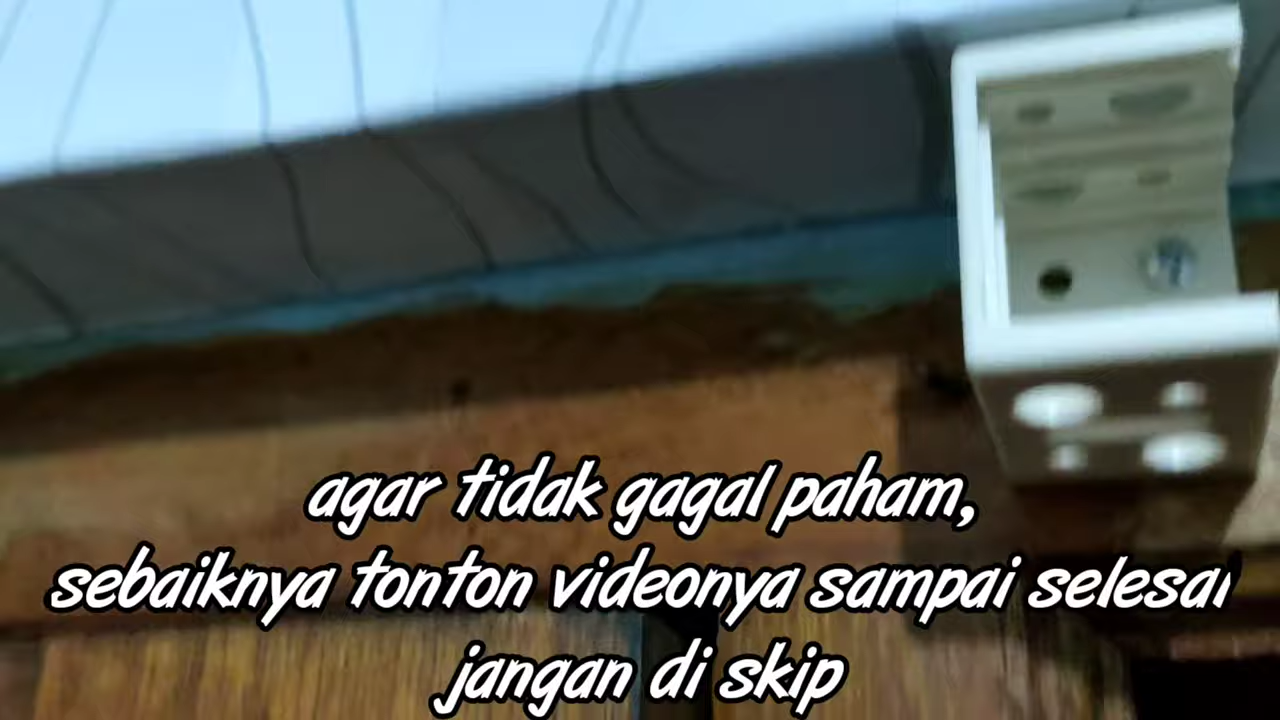 agar tidak gagal paham,
sebaiknya tonton videonya sampai selesai
jangan di skip